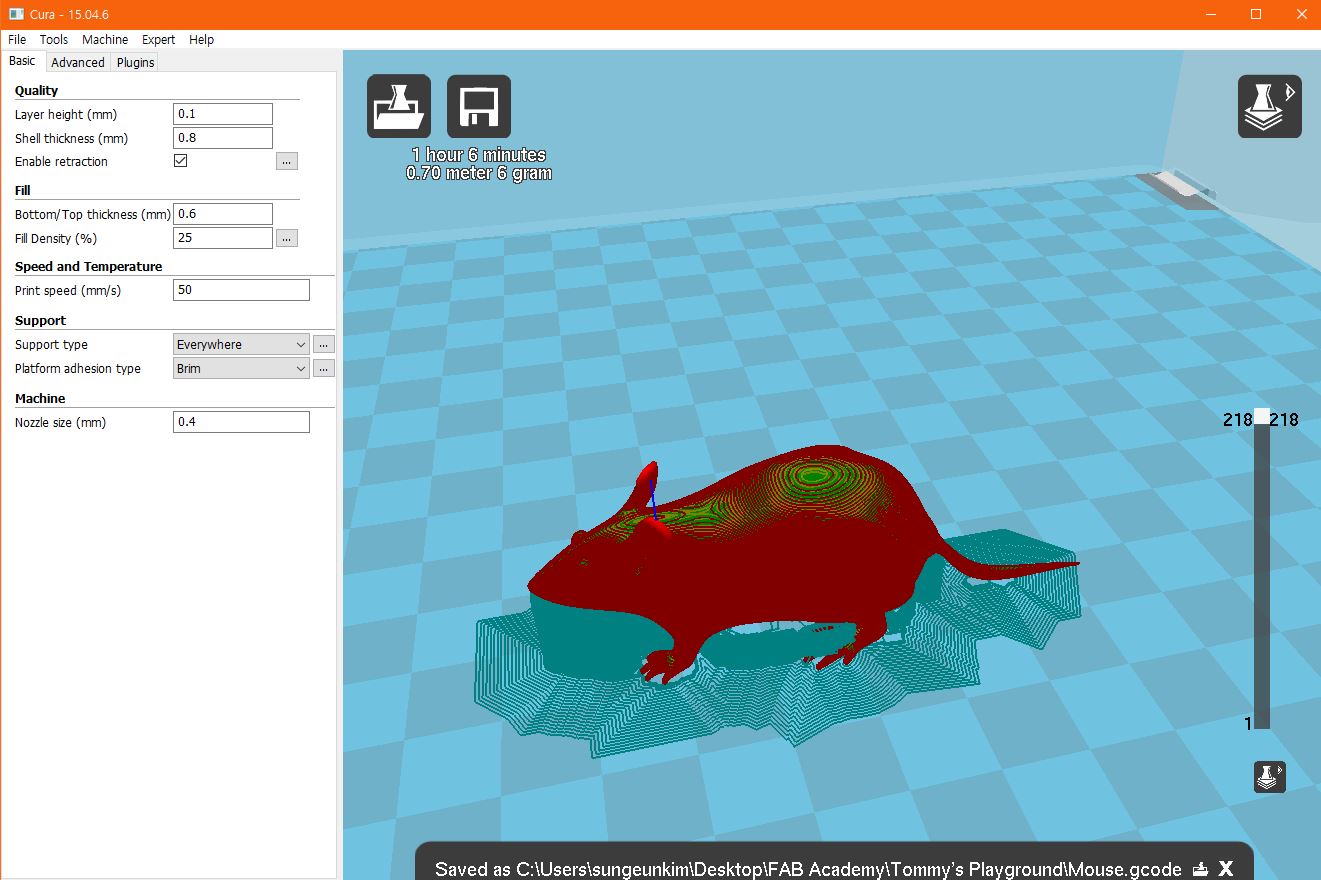 Cura - 15.04.6
File Tools Machine Expert Help
Basic Advanced Plugins
Quality
Layer height (mm) 0.1
Shell thickness (mm) 0.8
Enable retraction ...
Fill
Bottom/Top thickness (mm) 0.6
Fill Density (%) 25 ...
Speed and Temperature
Print speed (mm/s) 50
Support
Support type Everywhere ...
Platform adhesion type Brim ...
Machine
Nozzle size (mm) 0.4
1 hour 6 minutes
0.70 meter 6 gram
218 218
1
Saved as C:\Users\sungeunkim\Desktop\FAB Academy\Tommy's Playground\Mouse.gcode X